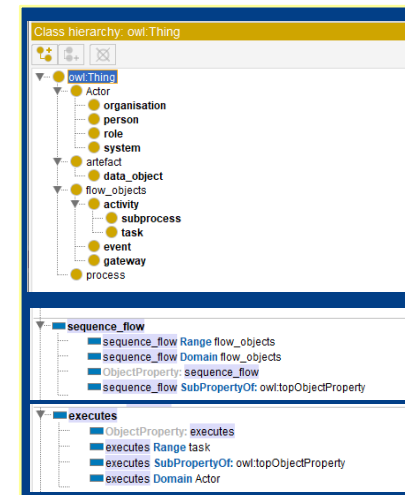 Class hierarchy: owl:Thing
owl:Thing
Actor
organisation
person
role
system
artefact
data_object
flow_objects
activity
subprocess
task
event
gateway
process
sequence_flow
sequence_flow Range flow_objects
sequence_flow Domain flow_objects
ObjectProperty: sequence_flow
sequence_flow SubPropertyOf: owl:topObjectProperty
executes
ObjectProperty: executes
executes Range task
executes SubPropertyOf: owl:topObjectProperty
executes Domain Actor